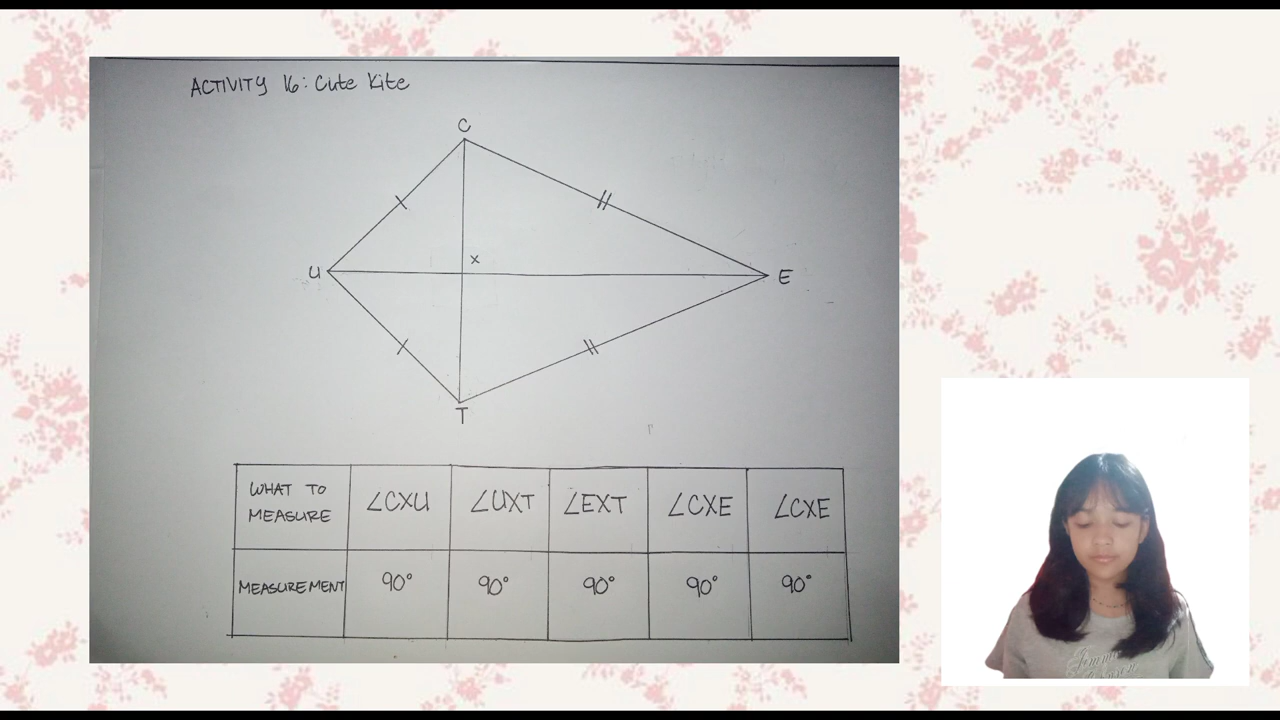 ACTIVITY 16: Cute Kite
C
U
x
E
T
WHAT TO MEASURE ∠CXU ∠UXT ∠EXT ∠CXE ∠CXE
MEASUREMENT 90° 90° 90° 90° 90°